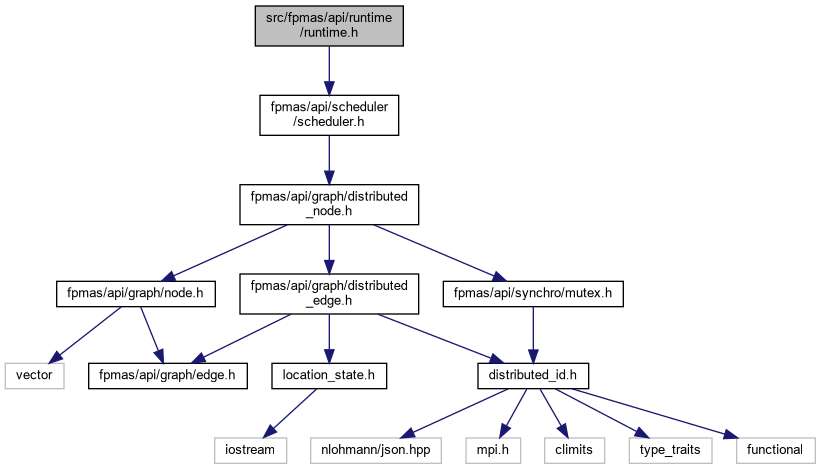 src/fpmas/api/runtime
/runtime.h
fpmas/api/scheduler
/scheduler.h
fpmas/api/graph/distributed
_node.h
fpmas/api/graph/node.h
fpmas/api/graph/distributed
_edge.h
fpmas/api/synchro/mutex.h
vector
fpmas/api/graph/edge.h
location_state.h
distributed_id.h
iostream
nlohmann/json.hpp
mpi.h
climits
type_traits
functional